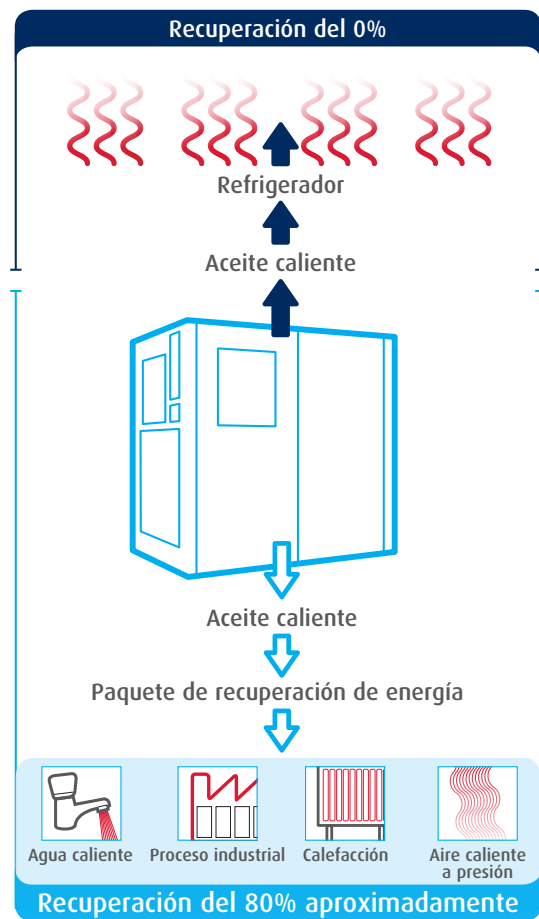 Recuperación del 0%
Refrigerador
Aceite caliente
Aceite caliente
Paquete de recuperación de energía
Agua caliente
Proceso industrial
Calefacción
Aire caliente
a presión
Recuperación del 80% aproximadamente